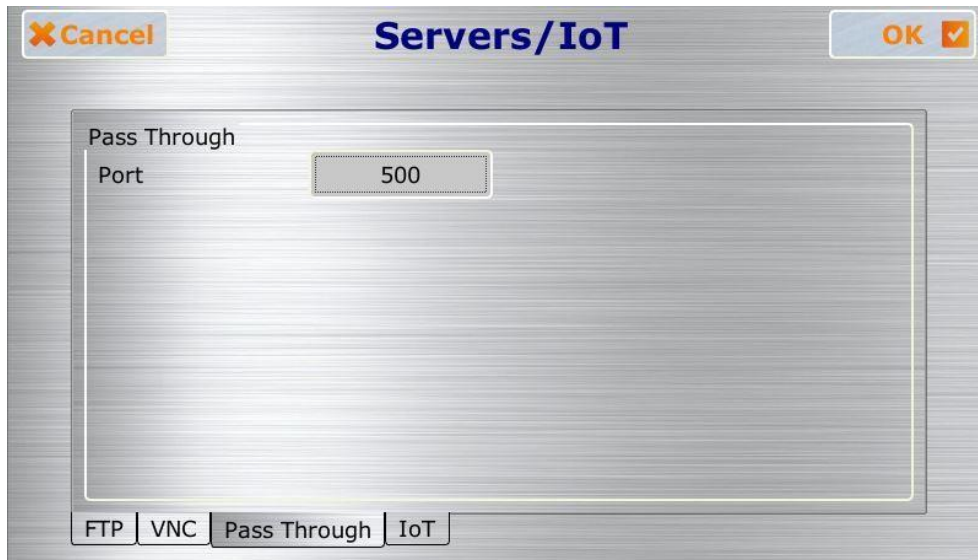 Cancel
Servers/IoT
OK
Pass Through
Port
500
FTP
VNC
Pass Through
IoT